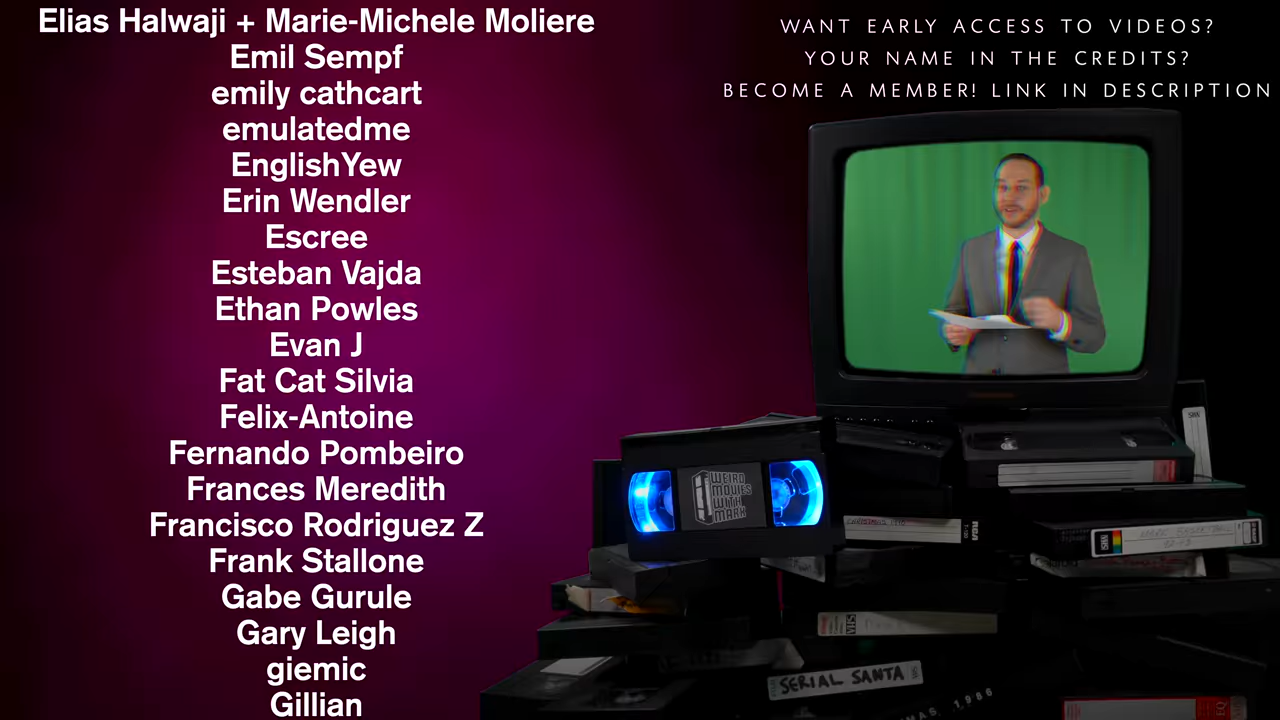 Elias Halwaji + Marie-Michele Moliere
Emil Sempf
emily cathcart
emulatedme
EnglishYew
Erin Wendler
Escree
Esteban Vajda
Ethan Powles
Evan J
Fat Cat Silvia
Felix-Antoine
Fernando Pombeiro
Frances Meredith
Francisco Rodriguez Z
Frank Stallone
Gabe Gurule
Gary Leigh
giemic
Gillian
WANT EARLY ACCESS TO VIDEOS?
YOUR NAME IN THE CREDITS?
BECOME A MEMBER! LINK IN DESCRIPTION
WEIRD
MOVIES
WITH
MARK
CHRISTMAS 1990
RCA
VHS
SERIAL SANTA
1986